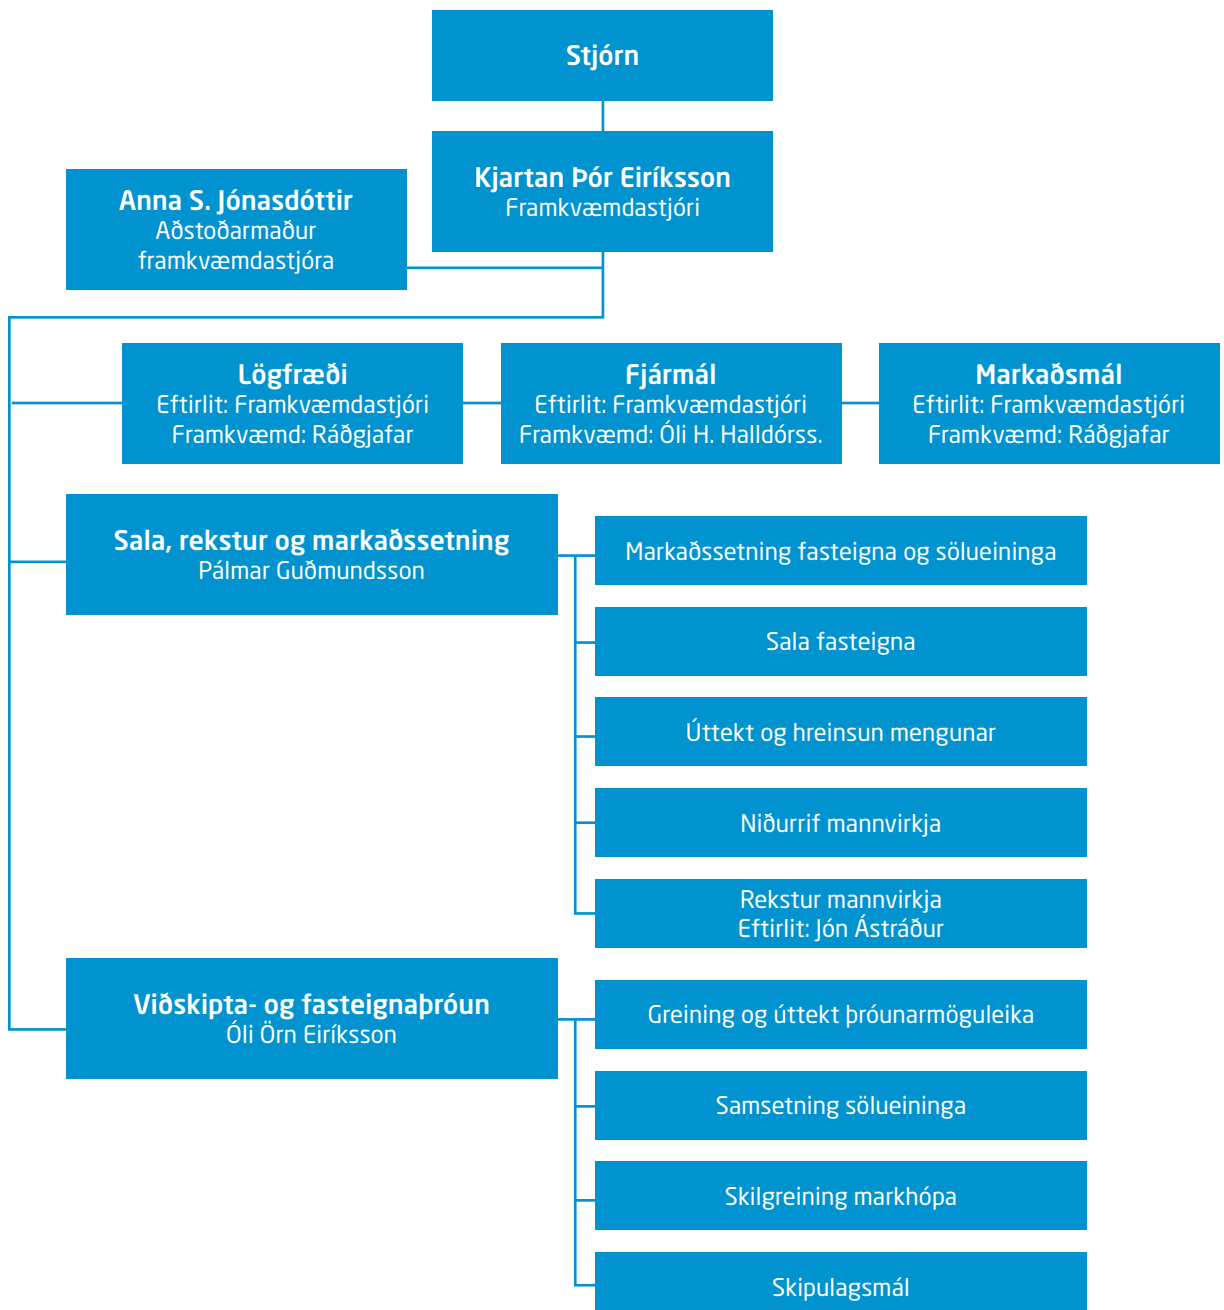 Stjórn
Kjartan Þór Eiríksson
Framkvæmdastjóri
Anna S. Jónasdóttir
Aðstoðarmaður
framkvæmdastjóra
Lögfræði
Eftirlit: Framkvæmdastjóri
Framkvæmd: Ráðgjafar
Fjármál
Eftirlit: Framkvæmdastjóri
Framkvæmd: Óli H. Halldórss.
Markaðsmál
Eftirlit: Framkvæmdastjóri
Framkvæmd: Ráðgjafar
Sala, rekstur og markaðssetning
Pálmar Guðmundsson
Markaðssetning fasteigna og sölueininga
Sala fasteigna
Úttekt og hreinsun mengunar
Niðurrif mannvirkja
Rekstur mannvirkja
Eftirlit: Jón Ástráður
Viðskipta- og fasteignaþróun
Óli Örn Eiríksson
Greining og úttekt þróunarmöguleika
Samsetning sölueininga
Skilgreining markhópa
Skipulagsmál